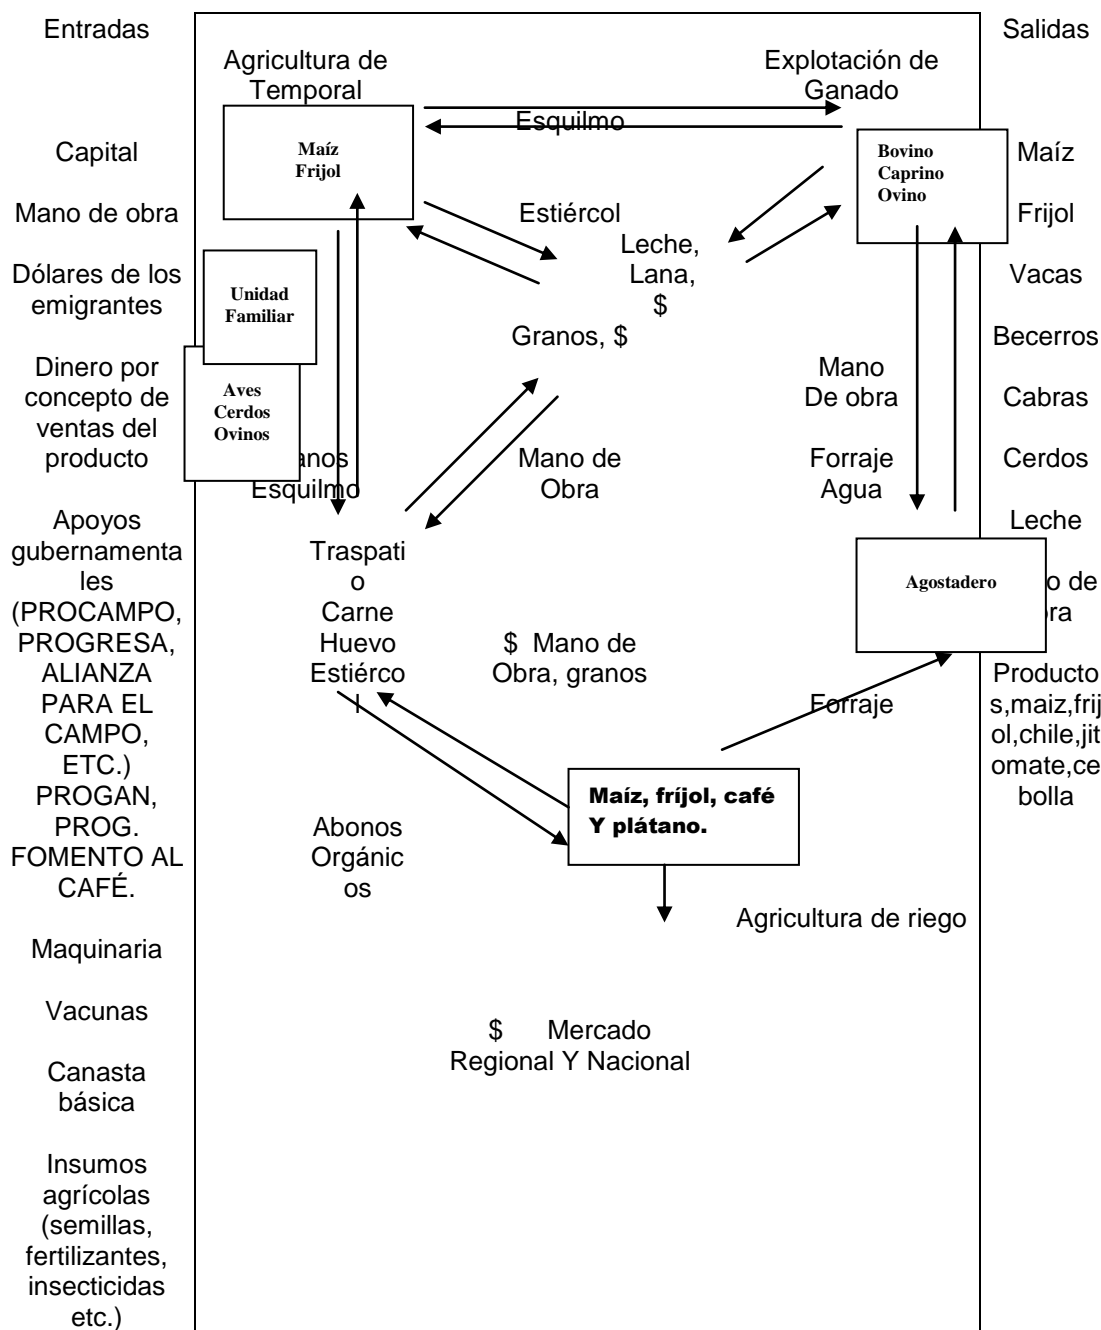 Entradas
Capital
Mano de obra
Dólares de los
emigrantes
Dinero por
concepto de
ventas del
producto
Apoyos
gubernamenta
les
(PROCAMPO,
PROGRESA,
ALIANZA
PARA EL
CAMPO,
ETC.)
PROGAN,
PROG.
FOMENTO AL
CAFÉ.
Maquinaria
Vacunas
Canasta
básica
Insumos
agrícolas
(semillas,
fertilizantes,
insecticidas
etc.)
Agricultura de
Temporal
Explotación de
Ganado
Esquilmo
Maíz
Frijol
Bovino
Caprino
Ovino
Estiércol
Leche,
Lana,
$
Granos, $
Unidad
Familiar
Aves
Cerdos
Ovinos
Esquilmo
Mano de
Obra
Mano
De obra
Forraje
Agua
Traspati
o
Carne
Huevo
Estiérco
l
$ Mano de
Obra, granos
Agostadero
Forraje
Maíz, fríjol, café
Y plátano.
Abonos
Orgánic
os
Agricultura de riego
$ Mercado
Regional Y Nacional
Salidas
Maíz
Frijol
Vacas
Becerros
Cabras
Cerdos
Leche
de
Producto
s,maiz,frij
ol,chile,jit
omate,ce
bolla